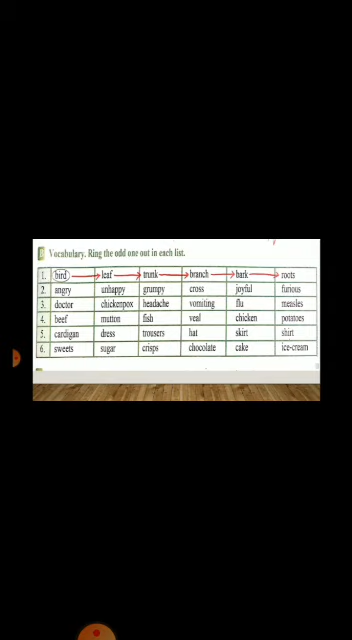 B Vocabulary. Ring the odd one out in each list.
1. bird leaf trunk branch bark roots
2. angry unhappy grumpy cross joyful furious
3. doctor chickenpox headache vomiting flu measles
4. beef mutton fish veal chicken potatoes
5. cardigan dress trousers hat skirt shirt
6. sweets sugar crisps chocolate cake ice-cream